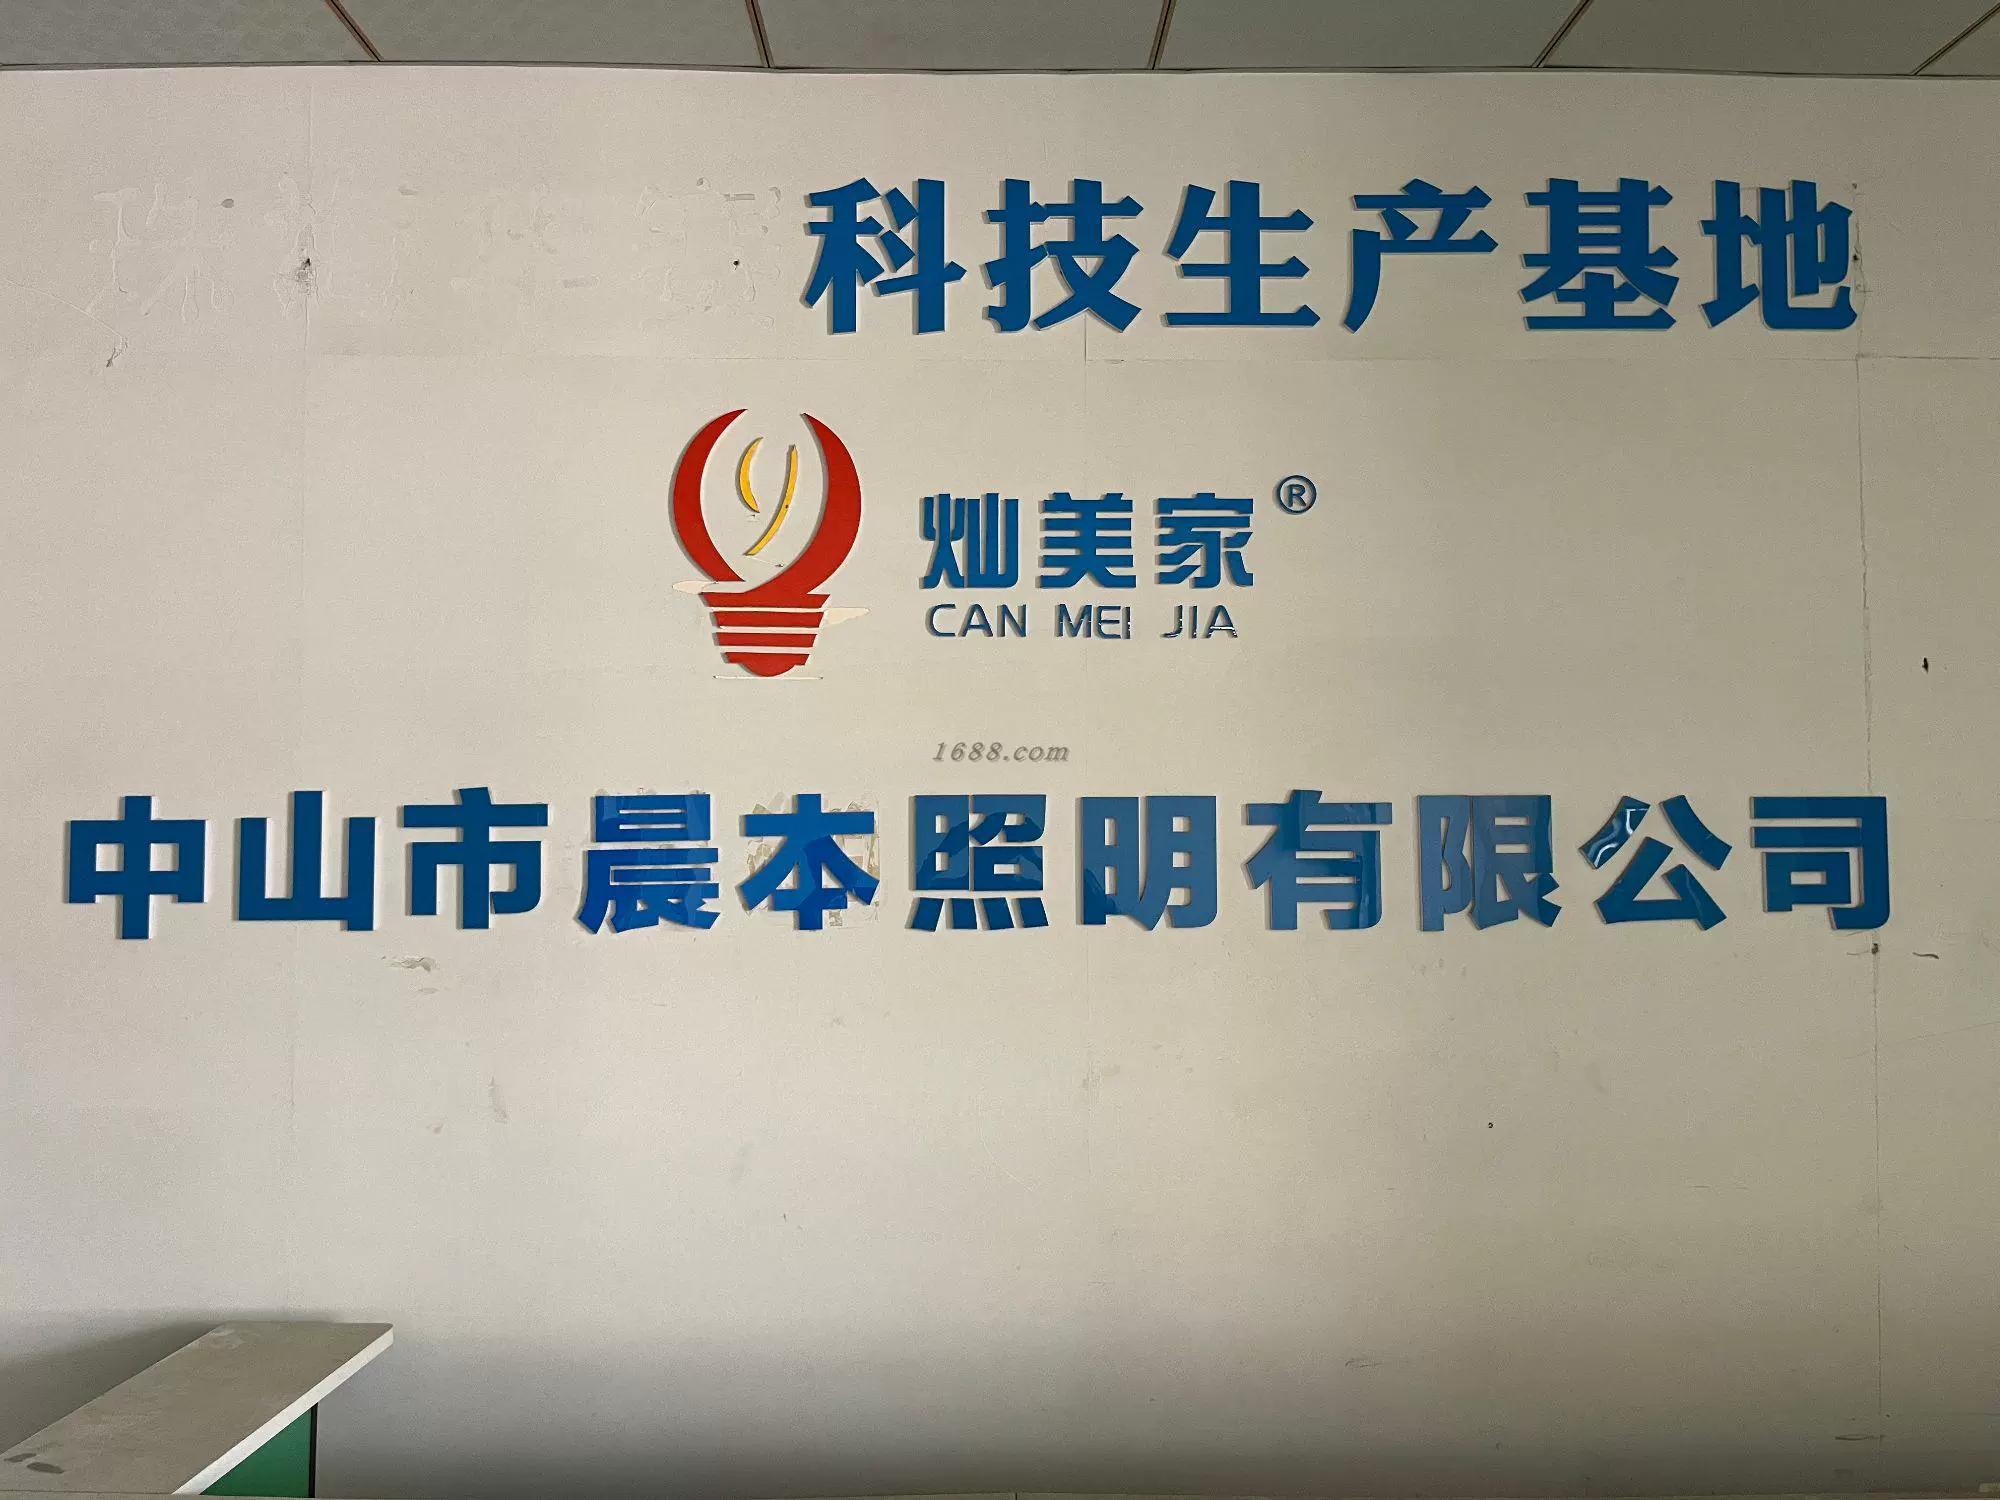 科技生产基地
灿美家®
CAN MEI JIA
1688.com
中山市晨本照明有限公司